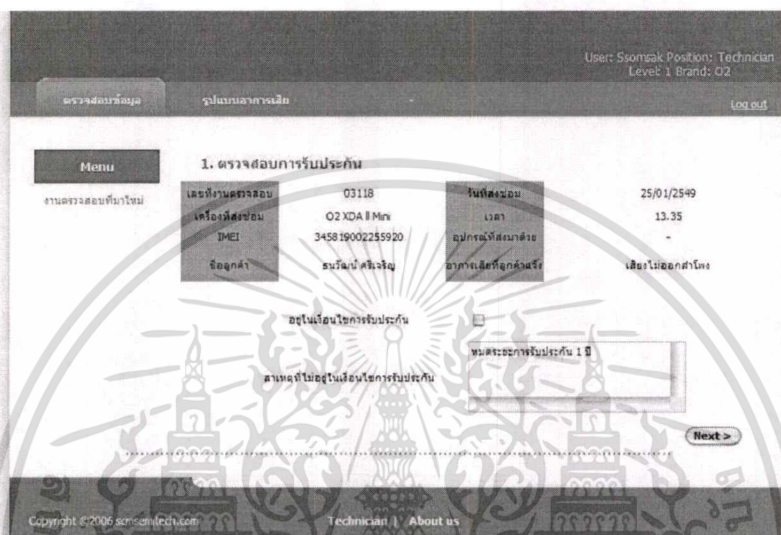 User: Ssomsak Position: Technician
Level: 1 Brand: O2
ตรวจสอบข้อมูล รูปแบบอาการเสีย -
Log out
Menu
งานตรวจสอบที่มาใหม่
1. ตรวจสอบการรับประกัน
เลขที่งานตรวจสอบ 03118 วันที่ส่งซ่อม 25/01/2549
เครื่องที่ส่งซ่อม O2 XDA II Mini เวลา 13.35
IMEI 345819002255920 อุปกรณ์ที่ส่งมาด้วย -
ชื่อลูกค้า ธนวัฒน์ ศรีเจริญ อาการเสียที่ลูกค้าแจ้ง เสียงไม่ออกลำโพง
อยู่ในเงื่อนไขการรับประกัน
สาเหตุที่ไม่อยู่ในเงื่อนไขการรับประกัน
หมดระยะการรับประกัน 1 ปี
Next >
Copyright ©2006 Technician | About us